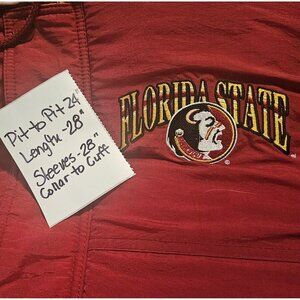 Pit to Pit 24"
Length - 28"
Sleeves - 28"
Collar to Cuff
FLORIDA STATE